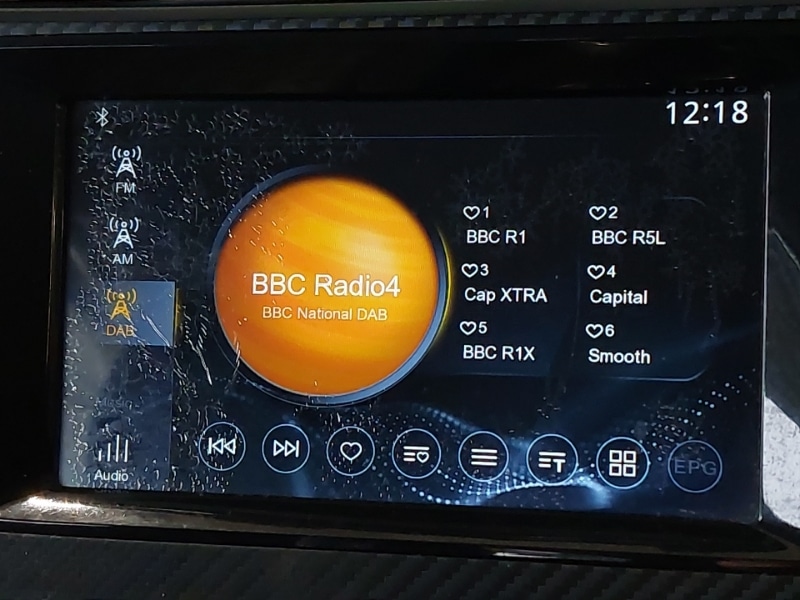 12:18
FM
AM
DAB
Audio
BBC Radio4
BBC National DAB
1
BBC R1
2
BBC R5L
3
Cap XTRA
4
Capital
5
BBC R1X
6
Smooth
T
EPG